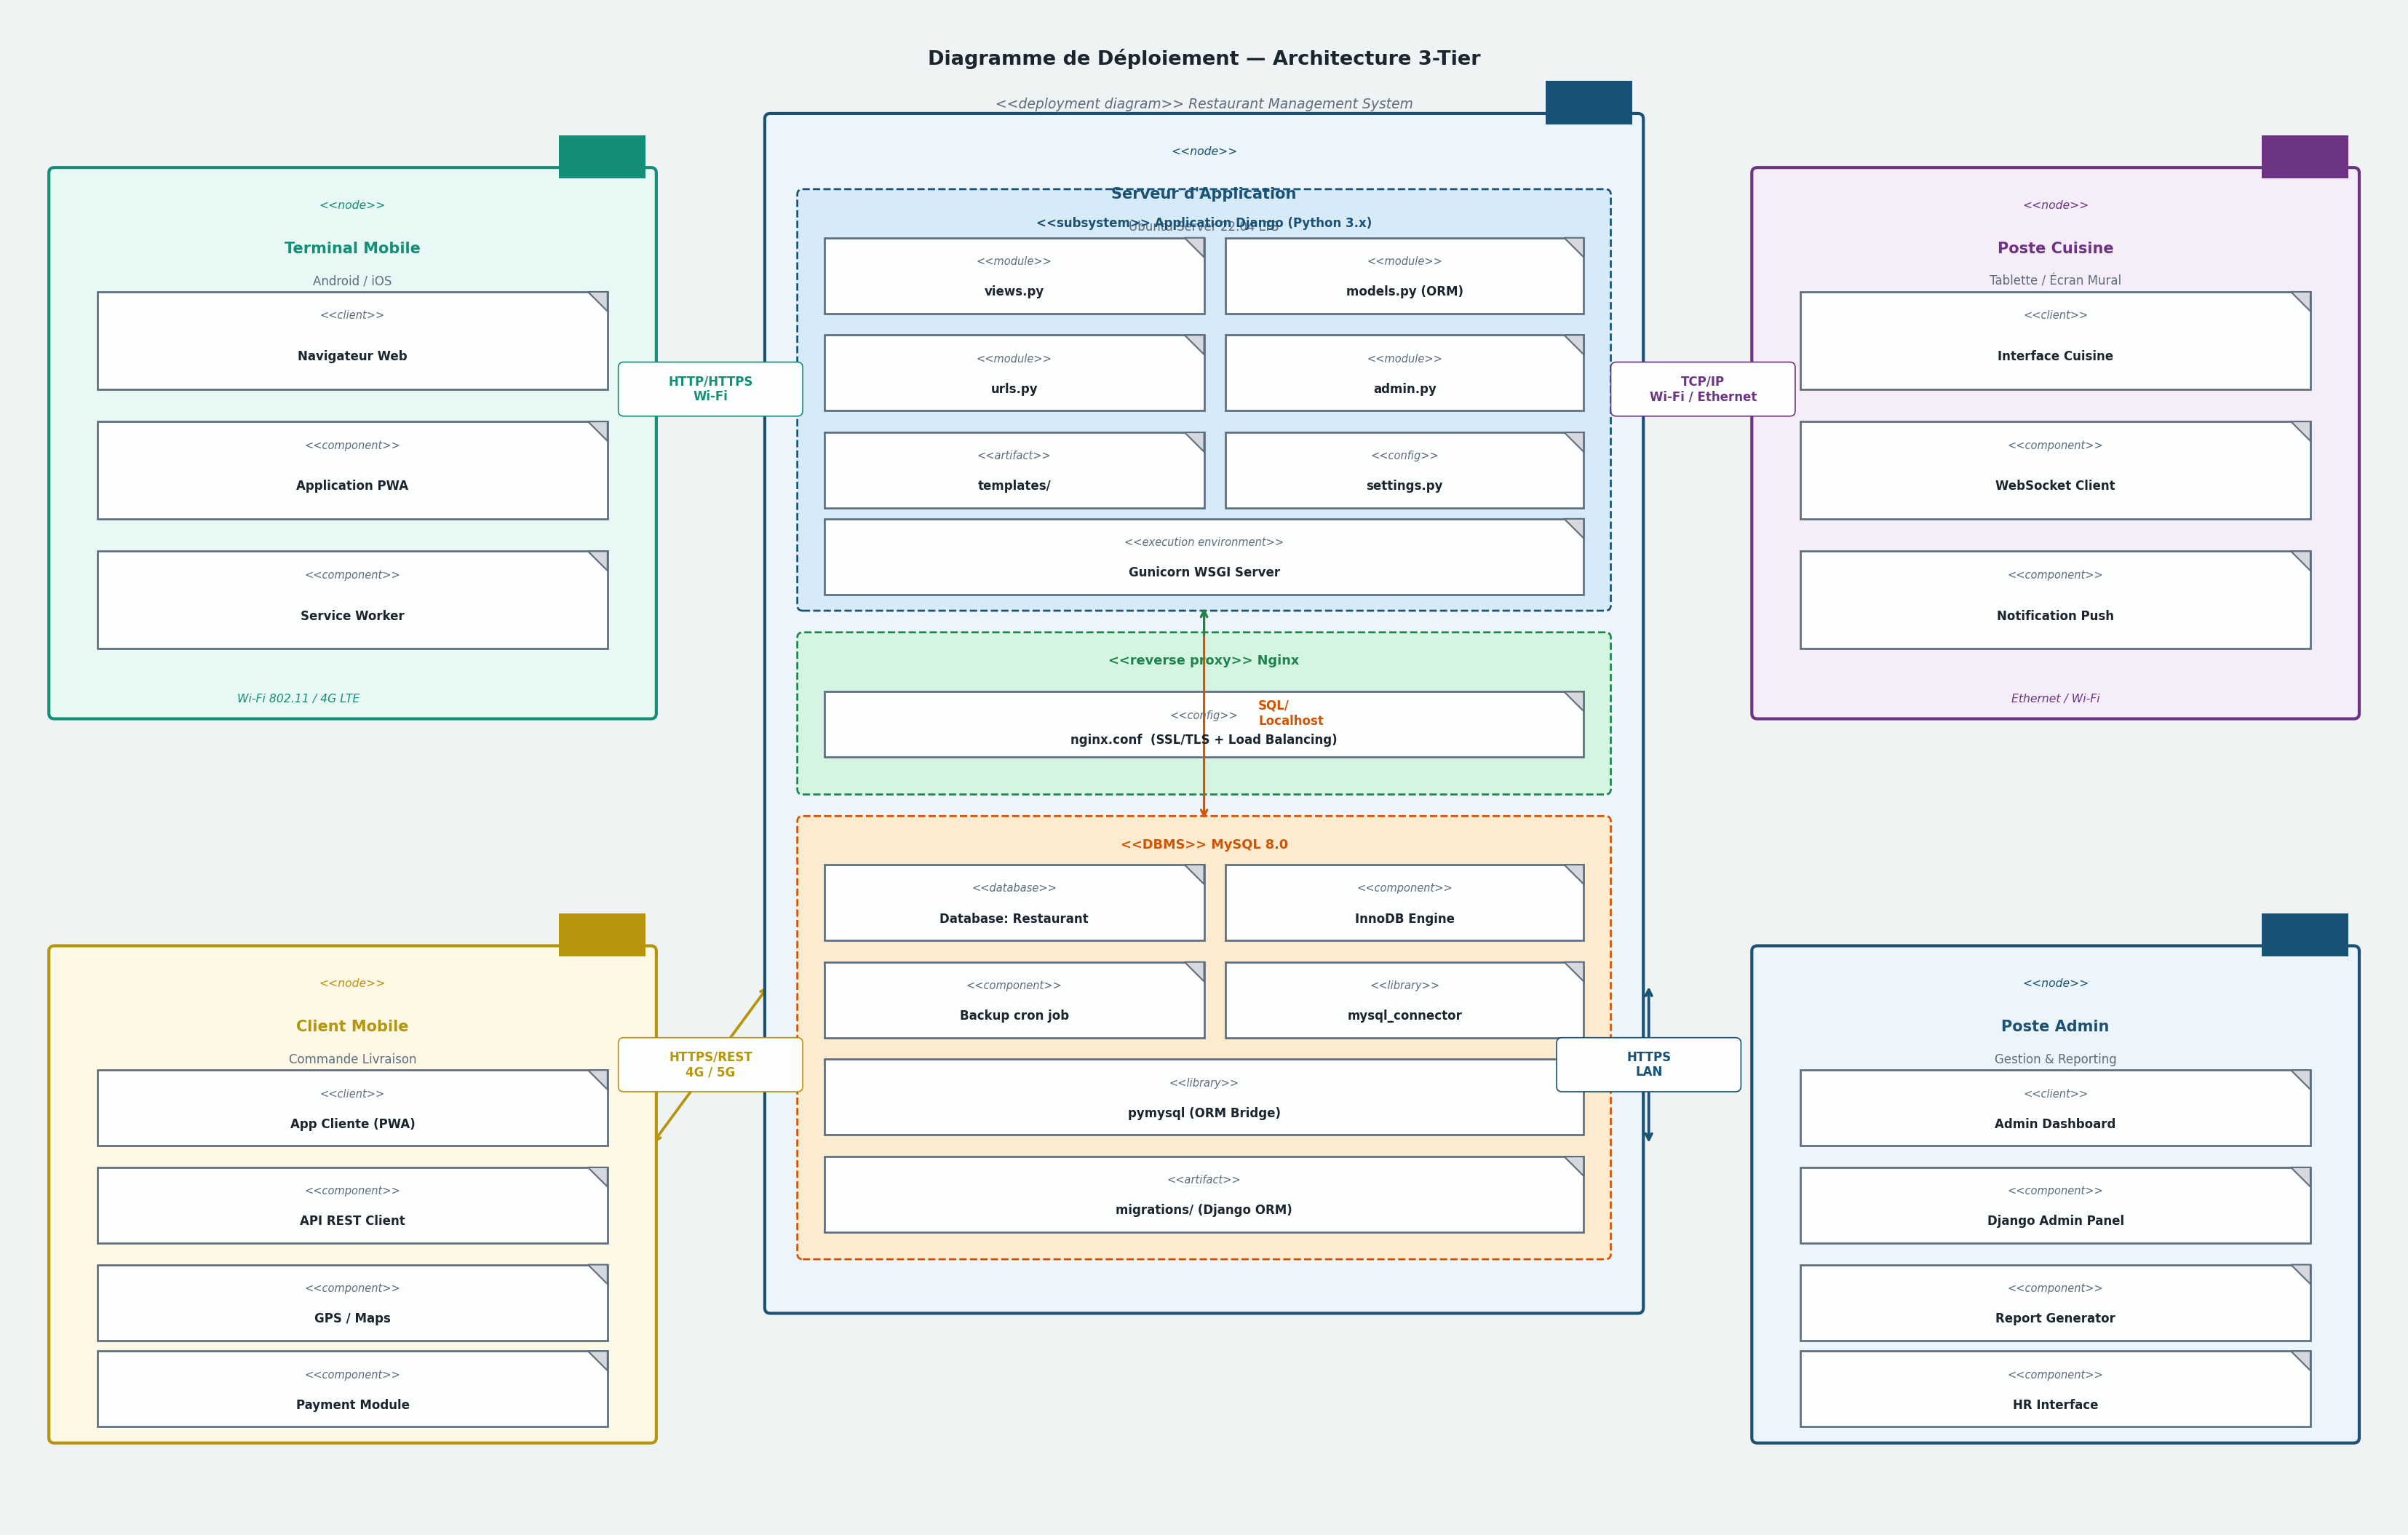 Diagramme de Déploiement — Architecture 3-Tier
<<deployment diagram>> Restaurant Management System
<<node>>
Terminal Mobile
Android / iOS
<<client>>
Navigateur Web
<<component>>
Application PWA
<<component>>
Service Worker
Wi-Fi 802.11 / 4G LTE
HTTP/HTTPS
Wi-Fi
<<node>>
Serveur d'Application
Ubuntu Server 22.04 LTS
<<subsystem>> Application Django (Python 3.x)
<<module>>
views.py
<<module>>
models.py (ORM)
<<module>>
urls.py
<<module>>
admin.py
<<artifact>>
templates/
<<config>>
settings.py
<<execution environment>>
Gunicorn WSGI Server
<<reverse proxy>> Nginx
<<config>>
nginx.conf  (SSL/TLS + Load Balancing)
SQL/
Localhost
<<DBMS>> MySQL 8.0
<<database>>
Database: Restaurant
<<component>>
InnoDB Engine
<<component>>
Backup cron job
<<library>>
mysql_connector
<<library>>
pymysql (ORM Bridge)
<<artifact>>
migrations/ (Django ORM)
TCP/IP
Wi-Fi / Ethernet
<<node>>
Poste Cuisine
Tablette / Écran Mural
<<client>>
Interface Cuisine
<<component>>
WebSocket Client
<<component>>
Notification Push
Ethernet / Wi-Fi
<<node>>
Client Mobile
Commande Livraison
<<client>>
App Cliente (PWA)
<<component>>
API REST Client
<<component>>
GPS / Maps
<<component>>
Payment Module
HTTPS/REST
4G / 5G
HTTPS
LAN
<<node>>
Poste Admin
Gestion & Reporting
<<client>>
Admin Dashboard
<<component>>
Django Admin Panel
<<component>>
Report Generator
<<component>>
HR Interface